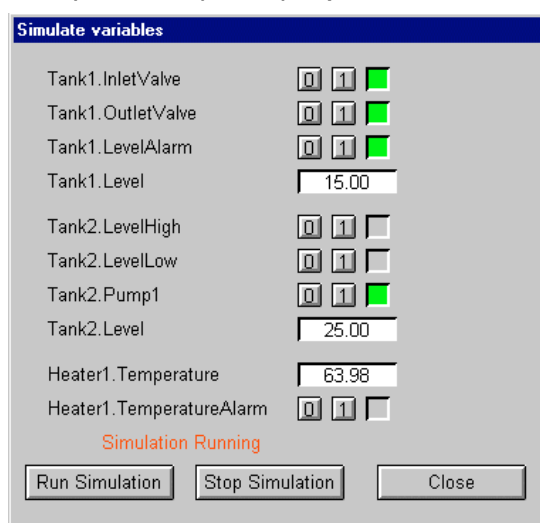 Simulate variables
Tank1.InletValve 0 1
Tank1.OutletValve 0 1
Tank1.LevelAlarm 0 1
Tank1.Level 15.00
Tank2.LevelHigh 0 1
Tank2.LevelLow 0 1
Tank2.Pump1 0 1
Tank2.Level 25.00
Heater1.Temperature 63.98
Heater1.TemperatureAlarm 0 1
Simulation Running
Run Simulation Stop Simulation Close